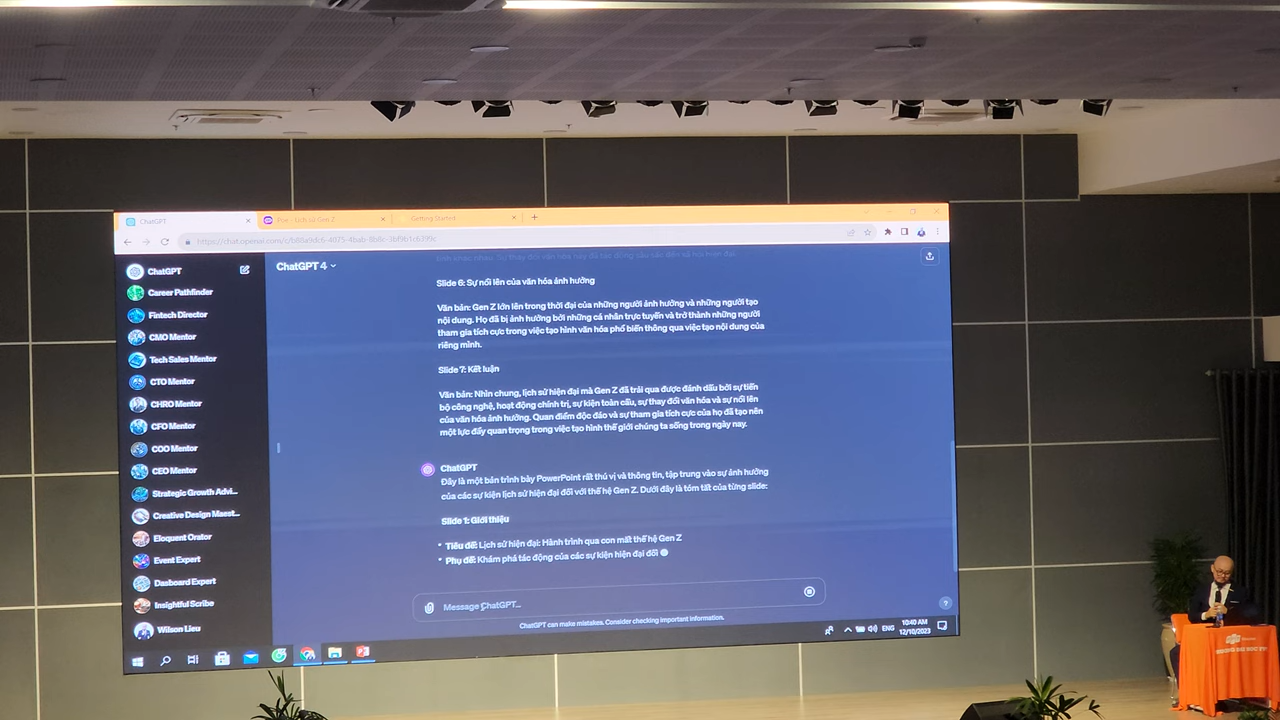 ChatGPT
Poe - Lịch sử Gen Z
Getting Started
ChatGPT
Career Pathfinder
Fintech Director
CMO Mentor
Tech Sales Mentor
CTO Mentor
CHRO Mentor
CFO Mentor
COO Mentor
CEO Mentor
Strategic Growth Advi...
Creative Design Maest...
Eloquent Orator
Event Expert
Dasboard Expert
Insightful Scribe
Wilson Lieu
ChatGPT 4
Slide 6: Sự nổi lên của văn hóa ảnh hưởng
Văn bản: Gen Z lớn lên trong thời đại của những người ảnh hưởng và những người tạo
nội dung. Họ đã bị ảnh hưởng bởi những cá nhân trực tuyến và trở thành những người
tham gia tích cực trong việc tạo hình văn hóa phổ biến thông qua việc tạo nội dung của
riêng mình.
Slide 7: Kết luận
Văn bản: Nhìn chung, lịch sử hiện đại mà Gen Z đã trải qua được đánh dấu bởi sự tiến
bộ công nghệ, hoạt động chính trị, sự kiện toàn cầu, sự thay đổi văn hóa và sự nổi lên
của văn hóa ảnh hưởng. Quan điểm độc đáo và sự tham gia tích cực của họ đã tạo nên
một lực đẩy quan trọng trong việc tạo hình thế giới chúng ta sống trong ngày nay.
ChatGPT
Đây là một bản trình bày PowerPoint rất thú vị và thông tin, tập trung vào sự ảnh hưởng
của các sự kiện lịch sử hiện đại đối với thế hệ Gen Z. Dưới đây là tóm tắt của từng slide:
Slide 1: Giới thiệu
• Tiêu đề: Lịch sử hiện đại: Hành trình qua con mắt thế hệ Gen Z
• Phụ đề: Khám phá tác động của các sự kiện hiện đại đối
Message ChatGPT...
ChatGPT can make mistakes. Consider checking important information.
?
ENG
10:40 AM
12/10/2023
TRƯỜNG ĐẠI HỌC FPT